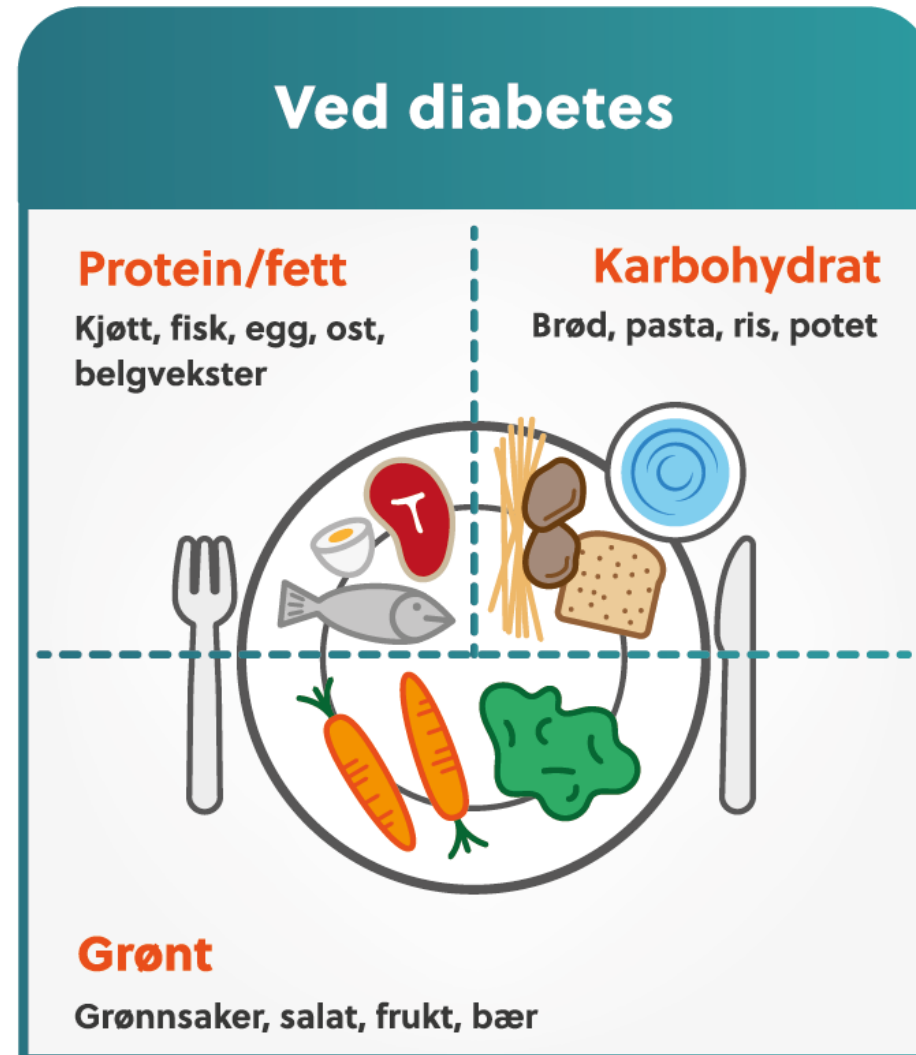 Ved diabetes
Protein/fett
Kjøtt, fisk, egg, ost,
belgvekster
Karbohydrat
Brød, pasta, ris, potet
Grønt
Grønnsaker, salat, frukt, bær